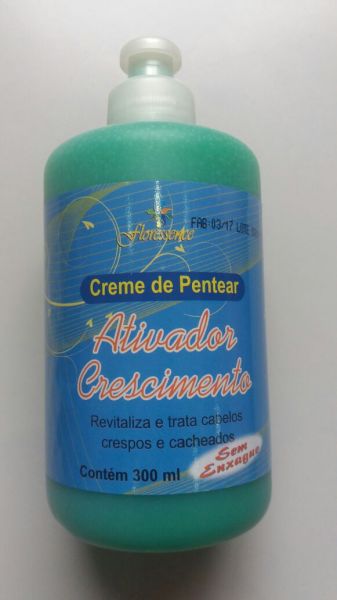 FAB:03/17 LOTE
Floressence
Creme de Pentear
Ativador
Crescimento
Revitaliza e trata cabelos
crespos e cacheados
Sem
Enxague
Contém 300 ml